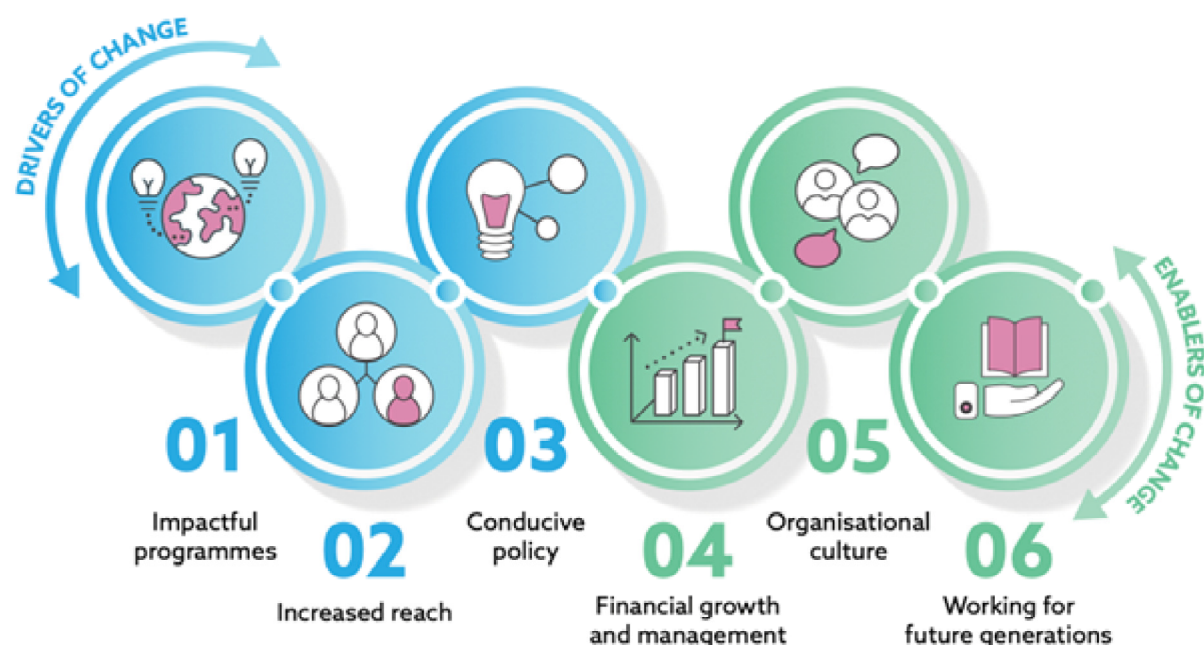 DRIVERS OF CHANGE
ENABLERS OF CHANGE
01
Impactful
programmes
02
Increased reach
03
Conducive
policy
04
Financial growth
and management
05
Organisational
culture
06
Working for
future generations